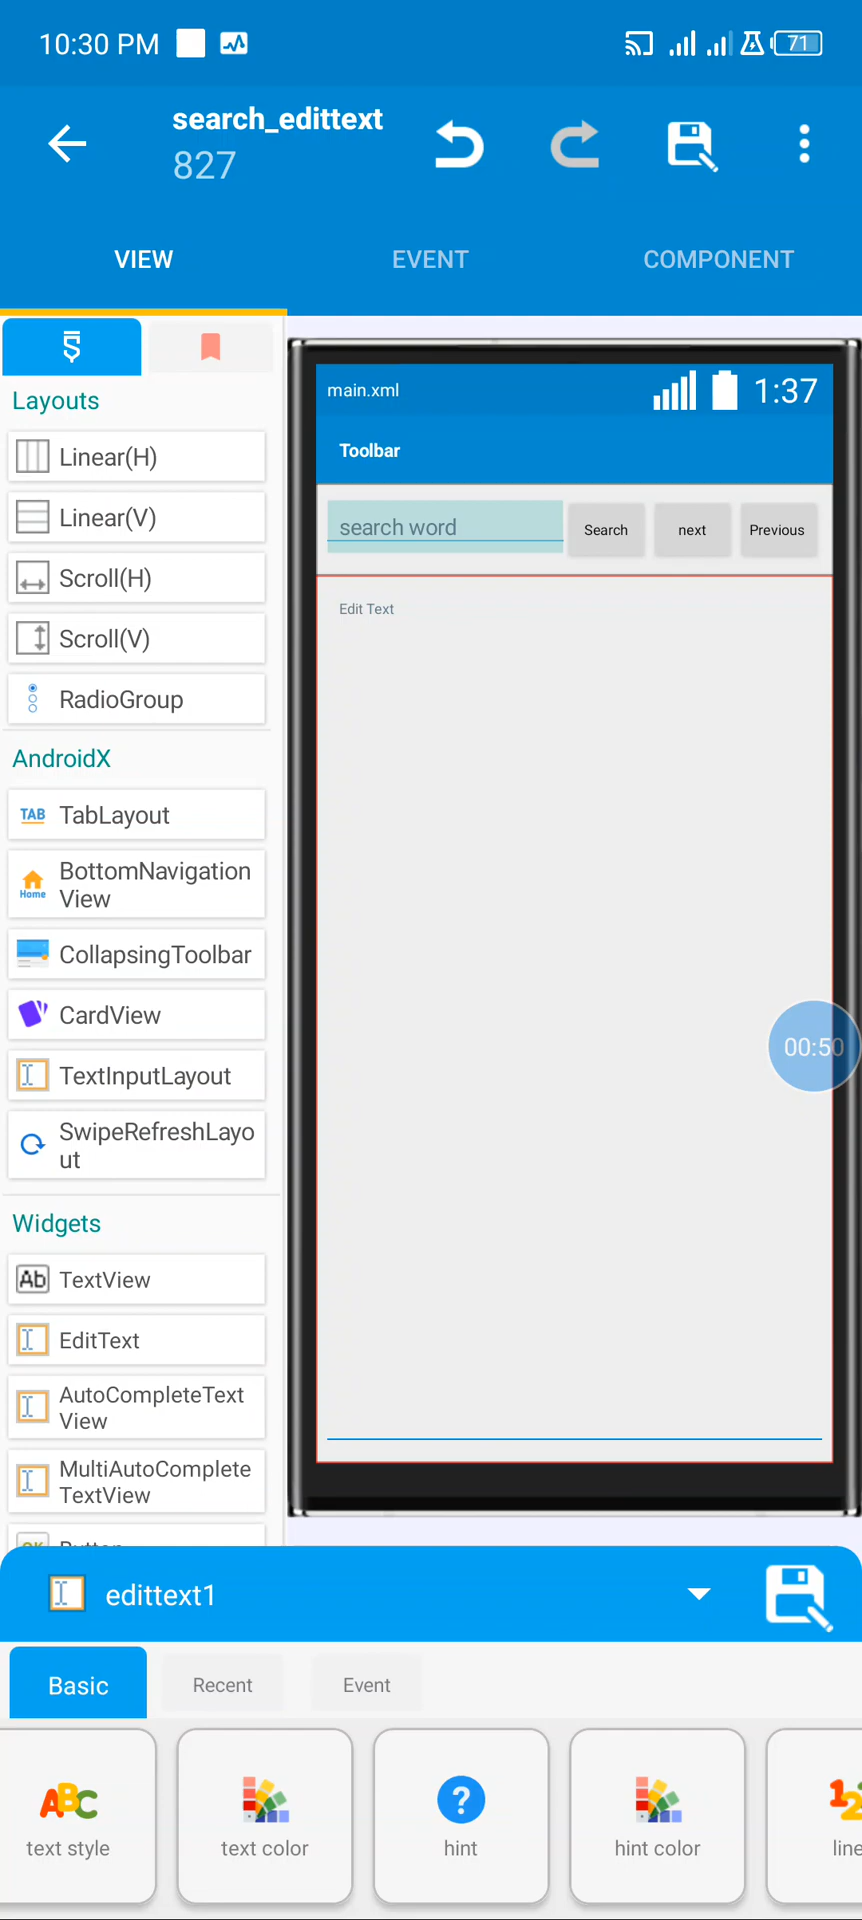 10:30 PM
71
search_edittext
827
VIEW
EVENT
COMPONENT
Layouts
Linear(H)
Linear(V)
Scroll(H)
Scroll(V)
RadioGroup
AndroidX
TAB
TabLayout
Home
BottomNavigation
View
CollapsingToolbar
CardView
TextInputLayout
SwipeRefreshLayo
ut
Widgets
Ab
TextView
EditText
AutoCompleteText
View
MultiAutoComplete
TextView
main.xml
1:37
Toolbar
search word
Search
next
Previous
Edit Text
00:50
edittext1
Basic
Recent
Event
ABC
text style
text color
?
hint
hint color
line